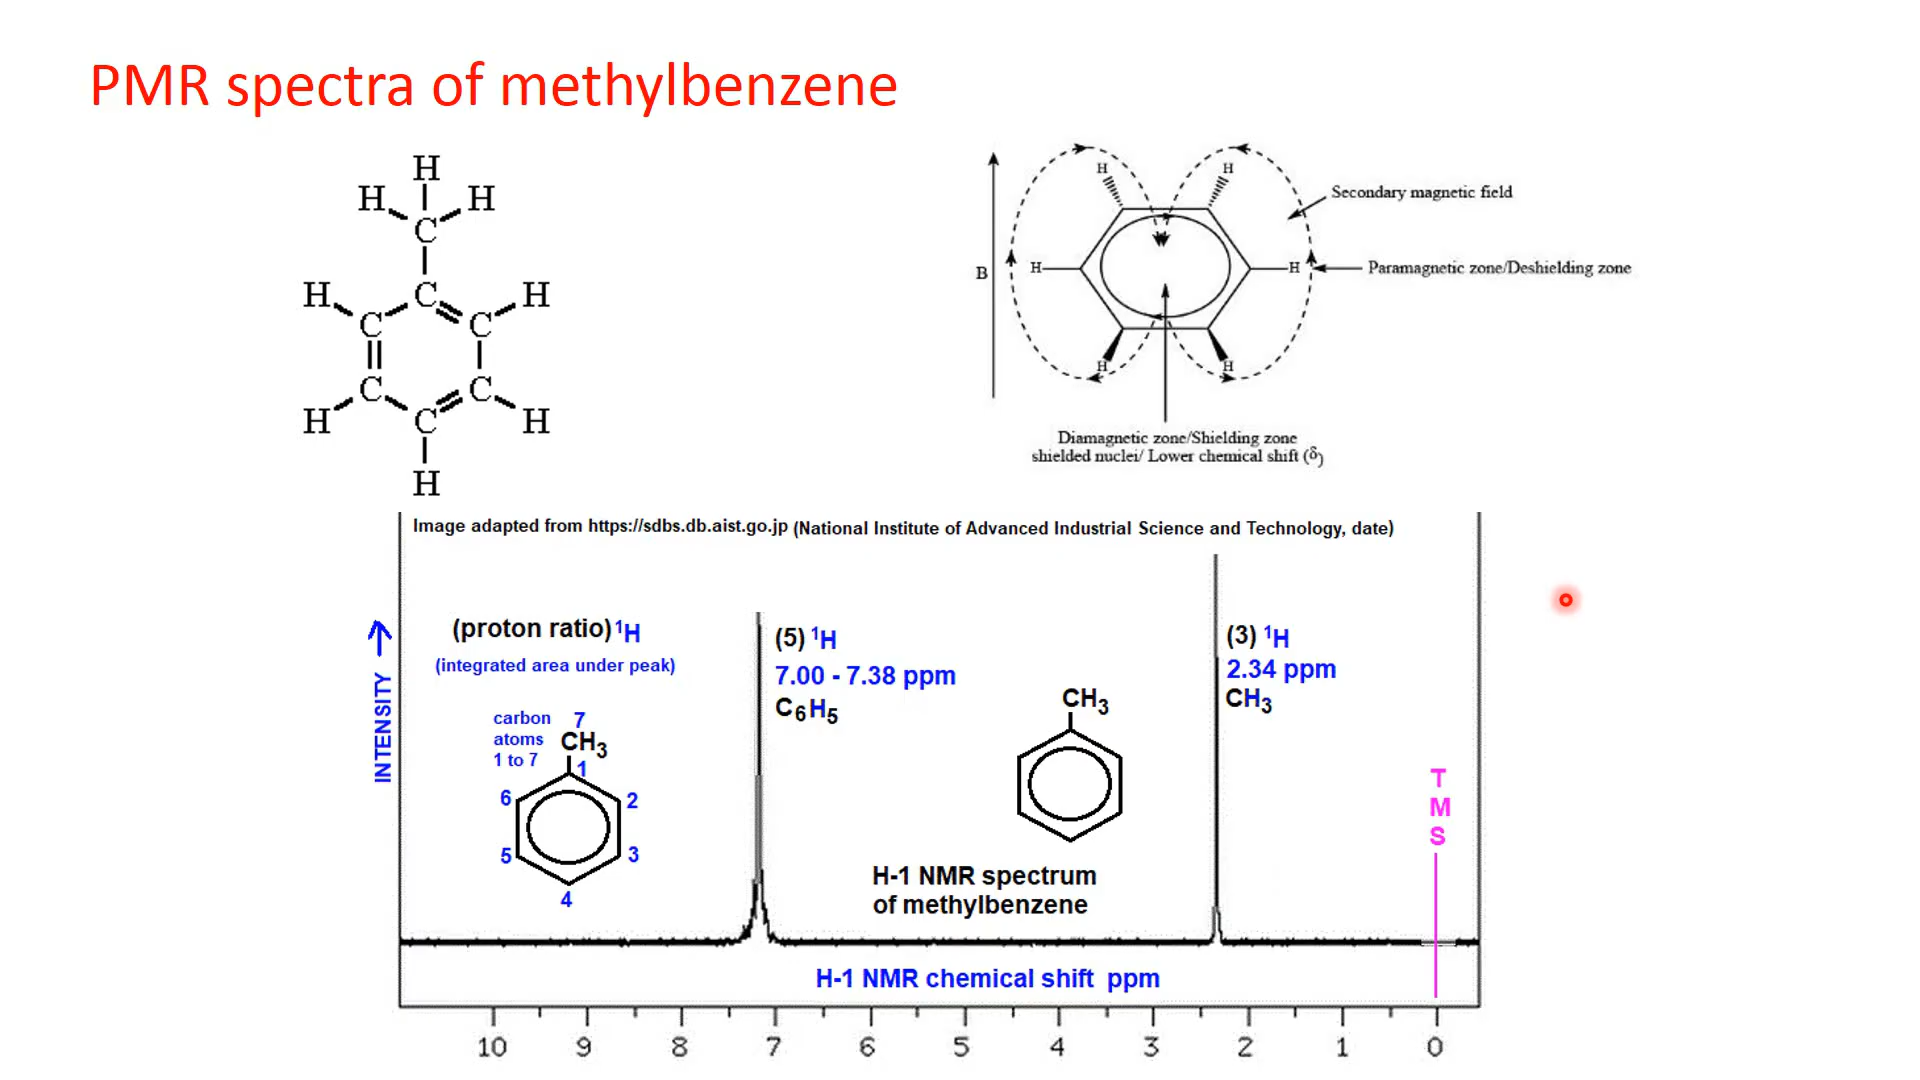 PMR spectra of methylbenzene
H
H H
C
H C H
C C
C C
H C H
H
H H
B H H
H H
Secondary magnetic field
Paramagnetic zone/Deshielding zone
Diamagnetic zone/Shielding zone
shielded nuclei/ Lower chemical shift (δ)
Image adapted from https://sdbs.db.aist.go.jp (National Institute of Advanced Industrial Science and Technology, date)
INTENSITY →
(proton ratio) ¹H
(integrated area under peak)
carbon
atoms
1 to 7
7
CH₃
1
6 2
5 3
4
(5) ¹H
7.00 - 7.38 ppm
C₆H₅
CH₃
H-1 NMR spectrum
of methylbenzene
(3) ¹H
2.34 ppm
CH₃
T
M
S
H-1 NMR chemical shift ppm
10 9 8 7 6 5 4 3 2 1 0